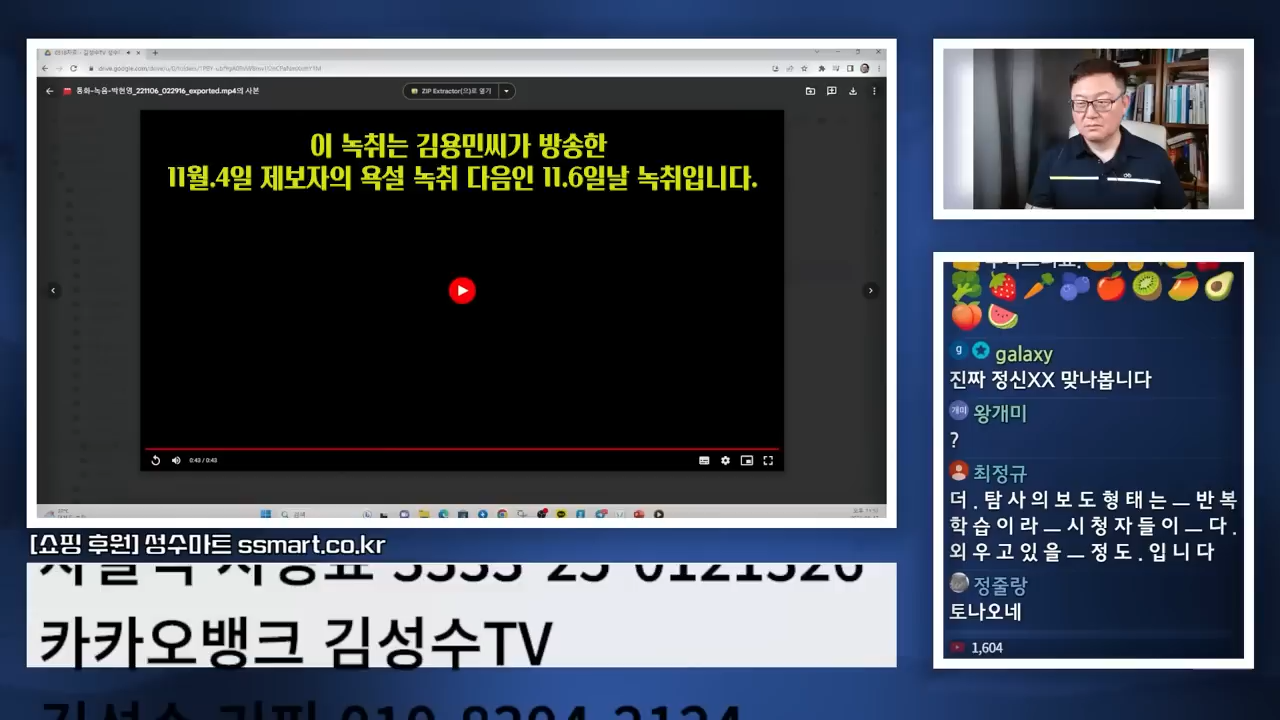 통화-녹음-박현영_221106_022916_exported.mp4의 사본
ZIP Extractor(으)로 열기
이 녹취는 김용민씨가 방송한
11월.4일 제보자의 욕설 녹취 다음인 11.6일날 녹취입니다.
0:43 / 0:43
검색
[쇼핑 후원] 성수마트 ssmart.co.kr
카카오뱅크 김성수TV
g galaxy
진짜 정신XX 맞나봅니다
개미 왕개미
?
최정규
더 . 탐 사 의 보 도 형 태 는 ㅡ 반 복
학 습 이 라 ㅡ 시 청 자 들 이 ㅡ 다 .
외 우 고 있 을 ㅡ 정 도 . 입 니 다
정줄랑
토나오네
1,604